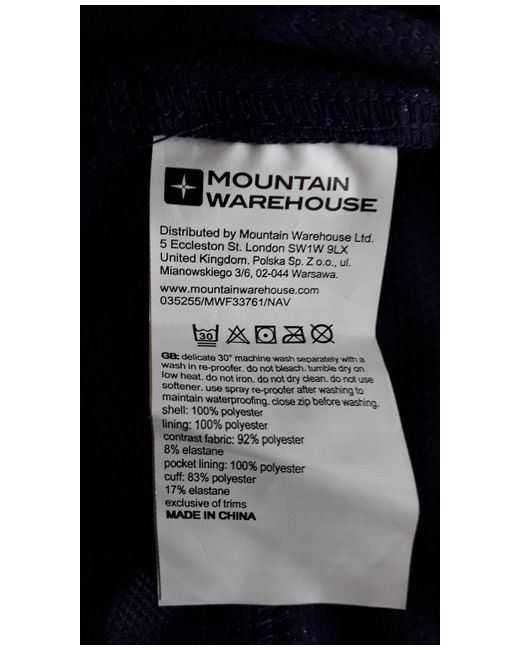 MOUNTAIN
WAREHOUSE
Distributed by Mountain Warehouse Ltd.
5 Eccleston St. London SW1W 9LX
United Kingdom. Polska Sp. Z o.o., ul.
Mianowskiego 3/6, 02-044 Warsawa.
www.mountainwarehouse.com
035255/MWF33761/NAV
30
GB: delicate 30° machine wash separately with a
wash in re-proofer. do not bleach. tumble dry on
low heat. do not iron. do not dry clean. do not use
softener. use spray re-proofer after washing to
maintain waterproofing. close zip before washing.
shell: 100% polyester
lining: 100% polyester
contrast fabric: 92% polyester
8% elastane
pocket lining: 100% polyester
cuff: 83% polyester
17% elastane
exclusive of trims
MADE IN CHINA